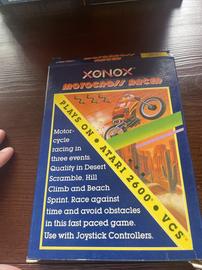 XONOX
MOTOCROSS RACER
PLAYS ON • ATARI 2600® • VCS®
Motor-
cycle
racing in
three events.
Qualify in Desert
Scramble, Hill
Climb and Beach
Sprint. Race against
time and avoid obstacles
in this fast paced game.
Use with Joystick Controllers.